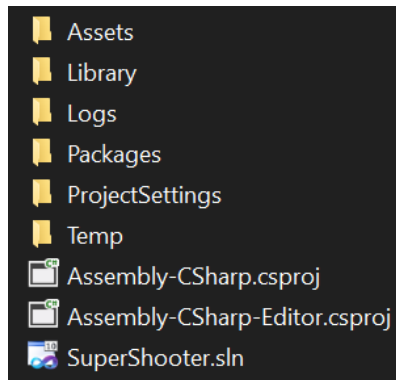 Assets
Library
Logs
Packages
ProjectSettings
Temp
Assembly-CSharp.csproj
Assembly-CSharp-Editor.csproj
SuperShooter.sln